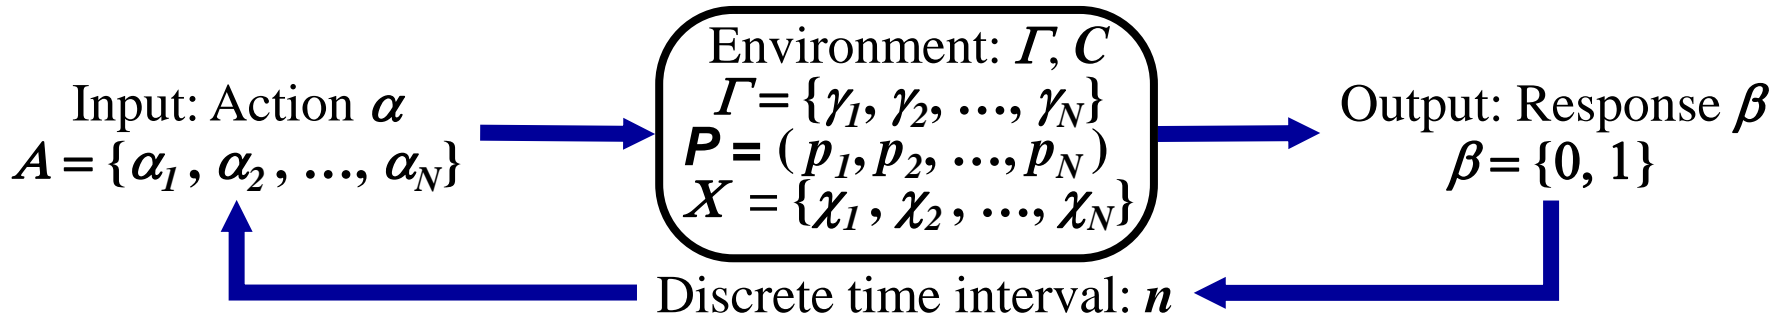 Input: Action α
A = {α1 , α2 , …, αN}
Environment: Γ, C
Γ = {γ1, γ2, …, γN}
P = ( p1, p2, …, pN )
X = {χ1 , χ2 , …, χN}
Output: Response β
β = {0, 1}
Discrete time interval: n